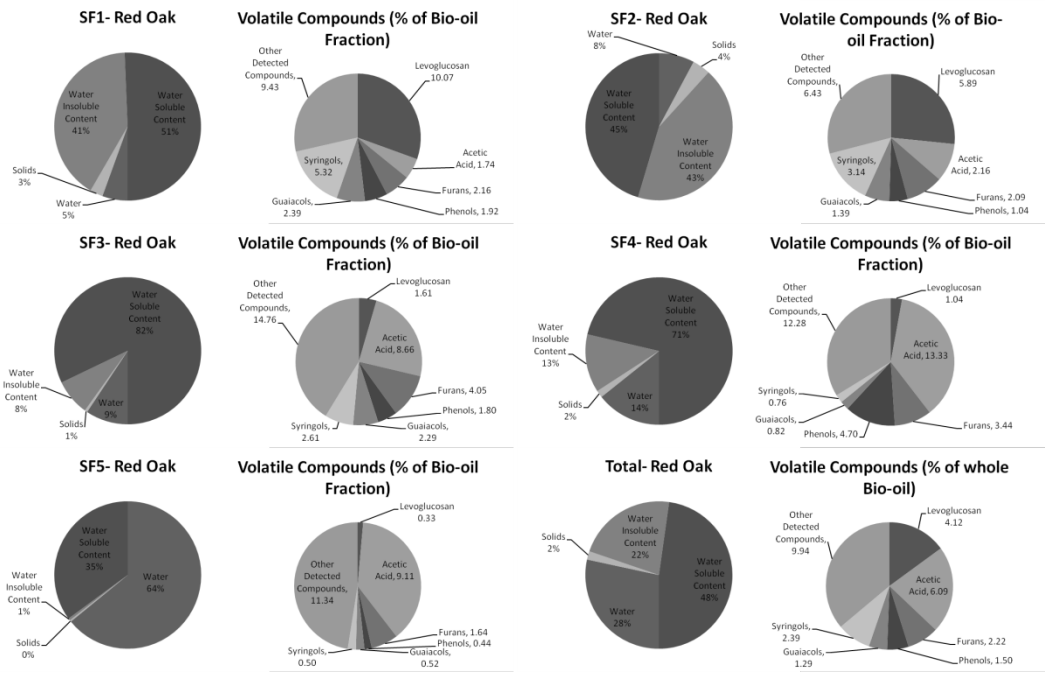 SF1- Red Oak
Water
Insoluble
Content
41%
Water
Soluble
Content
51%
Solids
3%
Water
5%
Volatile Compounds (% of Bio-oil
Fraction)
Other
Detected
Compounds,
9.43
Levoglucosan
10.07
Acetic
Acid, 1.74
Furans, 2.16
Phenols, 1.92
Guaiacols,
2.39
Syringols,
5.32
SF2- Red Oak
Water
8%
Solids
4%
Water
Soluble
Content
45%
Water
Insoluble
Content
43%
Volatile Compounds (% of Bio-
oil Fraction)
Other
Detected
Compounds,
6.43
Levoglucosan
5.89
Acetic
Acid, 2.16
Furans, 2.09
Phenols, 1.04
Guaiacols,
1.39
Syringols,
3.14
SF3- Red Oak
Water
Soluble
Content
82%
Water
Insoluble
Content
8%
Solids
1%
Water
9%
Volatile Compounds (% of Bio-oil
Fraction)
Other
Detected
Compounds,
14.76
Levoglucosan
1.61
Acetic
Acid, 8.66
Furans, 4.05
Phenols, 1.80
Guaiacols,
2.29
Syringols,
2.61
SF4- Red Oak
Water
Soluble
Content
71%
Water
Insoluble
Content
13%
Solids
2%
Water
14%
Volatile Compounds (% of Bio-oil
Fraction)
Other
Detected
Compounds,
12.28
Levoglucosan
1.04
Acetic
Acid, 13.33
Furans, 3.44
Phenols, 4.70
Guaiacols,
0.82
Syringols,
0.76
SF5- Red Oak
Water
Soluble
Content
35%
Water
64%
Water
Insoluble
Content
1%
Solids
0%
Volatile Compounds (% of Bio-oil
Fraction)
Levoglucosan
0.33
Acetic
Acid, 9.11
Other
Detected
Compounds,
11.34
Furans, 1.64
Phenols, 0.44
Guaiacols,
0.52
Syringols,
0.50
Total- Red Oak
Water
Insoluble
Content
22%
Solids
2%
Water
Soluble
Content
48%
Water
28%
Volatile Compounds (% of whole
Bio-oil)
Other
Detected
Compounds,
9.94
Levoglucosan
4.12
Acetic
Acid, 6.09
Furans, 2.22
Phenols, 1.50
Guaiacols,
1.29
Syringols,
2.39